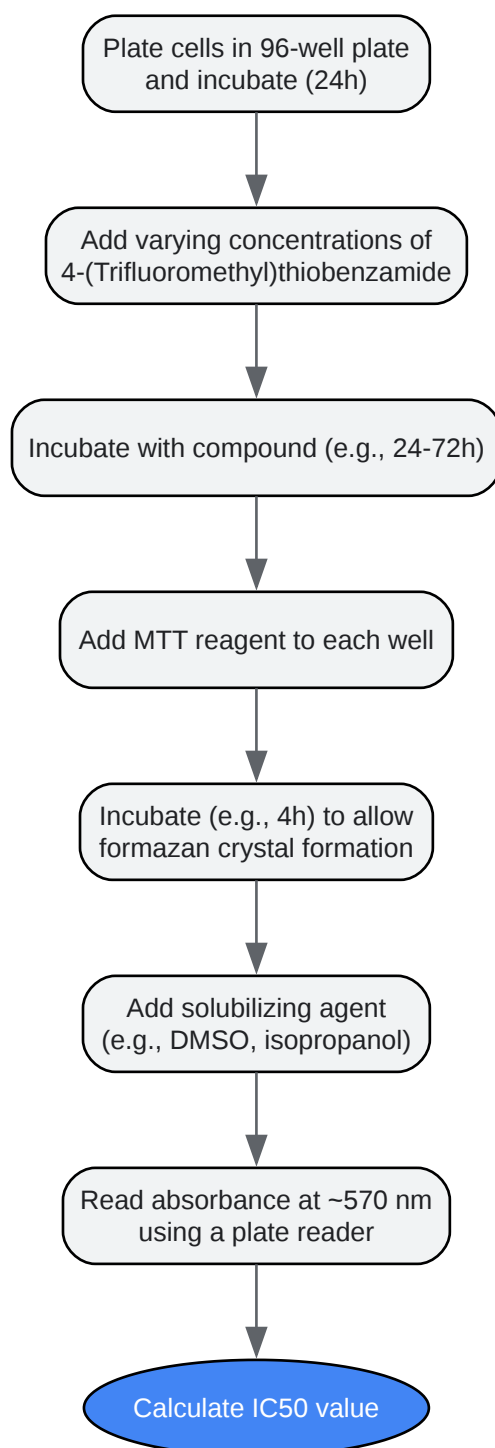 Plate cells in 96-well plate
and incubate (24h)
Add varying concentrations of
4-(Trifluoromethyl)thiobenzamide
Incubate with compound (e.g., 24-72h)
Add MTT reagent to each well
Incubate (e.g., 4h) to allow
formazan crystal formation
Add solubilizing agent
(e.g., DMSO, isopropanol)
Read absorbance at ~570 nm
using a plate reader
Calculate IC50 value